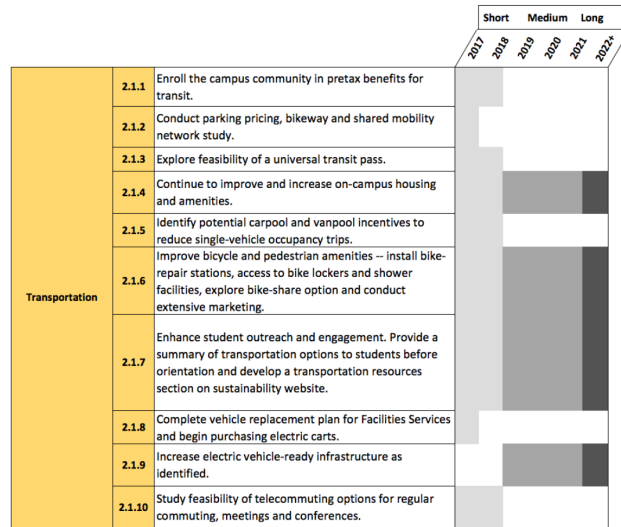 Short Medium Long
2017 2018 2019 2020 2021 2022+
Transportation
2.1.1 Enroll the campus community in pretax benefits for
transit.
2.1.2 Conduct parking pricing, bikeway and shared mobility
network study.
2.1.3 Explore feasibility of a universal transit pass.
2.1.4 Continue to improve and increase on-campus housing
and amenities.
2.1.5 Identify potential carpool and vanpool incentives to
reduce single-vehicle occupancy trips.
2.1.6 Improve bicycle and pedestrian amenities -- install bike-
repair stations, access to bike lockers and shower
facilities, explore bike-share option and conduct
extensive marketing.
2.1.7 Enhance student outreach and engagement. Provide a
summary of transportation options to students before
orientation and develop a transportation resources
section on sustainability website.
2.1.8 Complete vehicle replacement plan for Facilities Services
and begin purchasing electric carts.
2.1.9 Increase electric vehicle-ready infrastructure as
identified.
2.1.10 Study feasibility of telecommuting options for regular
commuting, meetings and conferences.